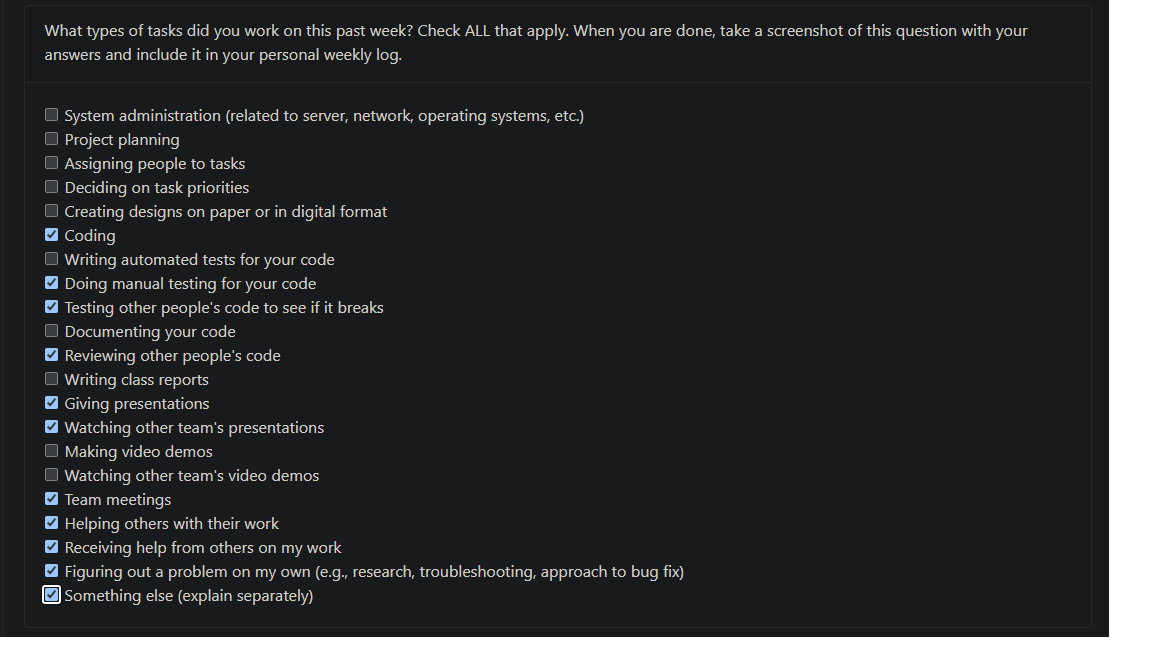 What types of tasks did you work on this past week? Check ALL that apply. When you are done, take a screenshot of this question with your
answers and include it in your personal weekly log.
System administration (related to server, network, operating systems, etc.)
Project planning
Assigning people to tasks
Deciding on task priorities
Creating designs on paper or in digital format
Coding
Writing automated tests for your code
Doing manual testing for your code
Testing other people's code to see if it breaks
Documenting your code
Reviewing other people's code
Writing class reports
Giving presentations
Watching other team's presentations
Making video demos
Watching other team's video demos
Team meetings
Helping others with their work
Receiving help from others on my work
Figuring out a problem on my own (e.g., research, troubleshooting, approach to bug fix)
Something else (explain separately)